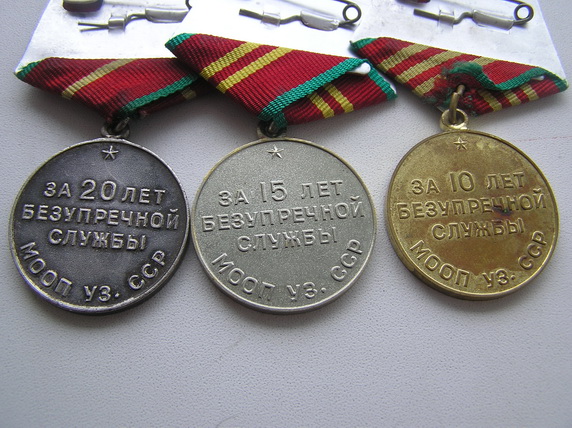 ЗА 20 ЛЕТ
БЕЗУПРЕЧНОЙ
СЛУЖБЫ
МООП УЗ. ССР
ЗА 15 ЛЕТ
БЕЗУПРЕЧНОЙ
СЛУЖБЫ
МООП УЗ. ССР
ЗА 10 ЛЕТ
БЕЗУПРЕЧНОЙ
СЛУЖБЫ
МООП УЗ. ССР